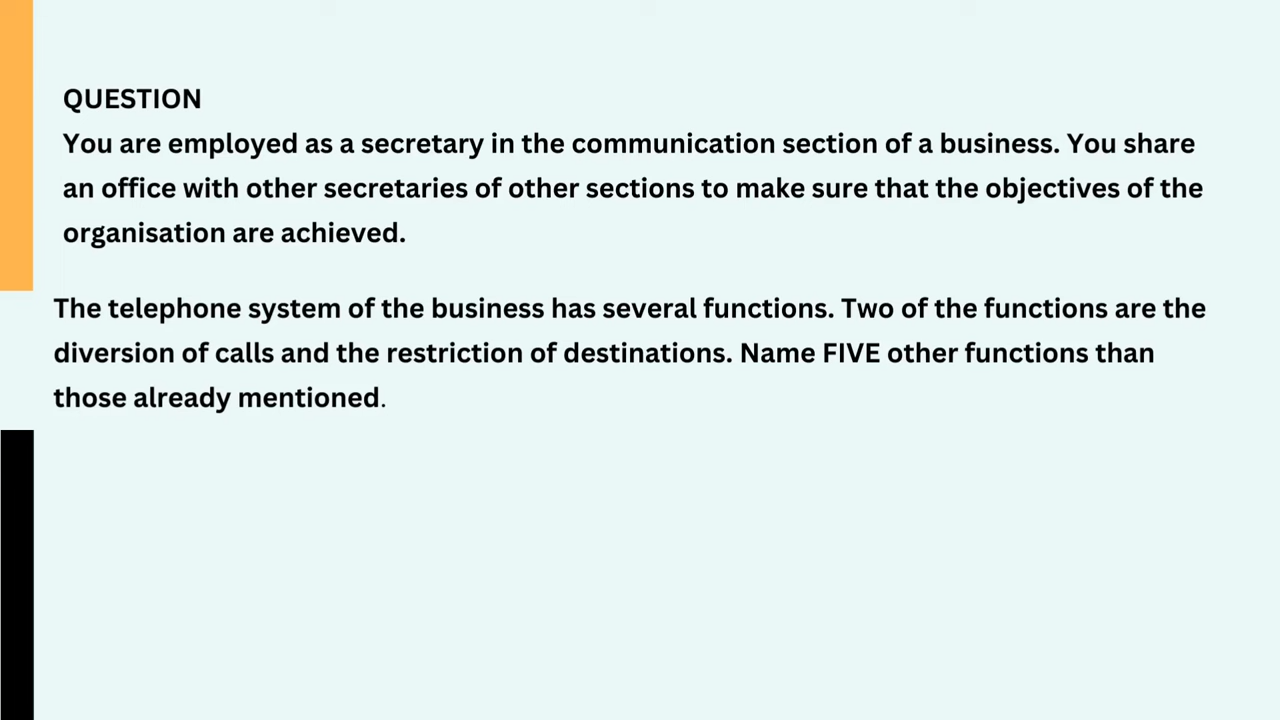 QUESTION
You are employed as a secretary in the communication section of a business. You share
an office with other secretaries of other sections to make sure that the objectives of the
organisation are achieved.
The telephone system of the business has several functions. Two of the functions are the
diversion of calls and the restriction of destinations. Name FIVE other functions than
those already mentioned.